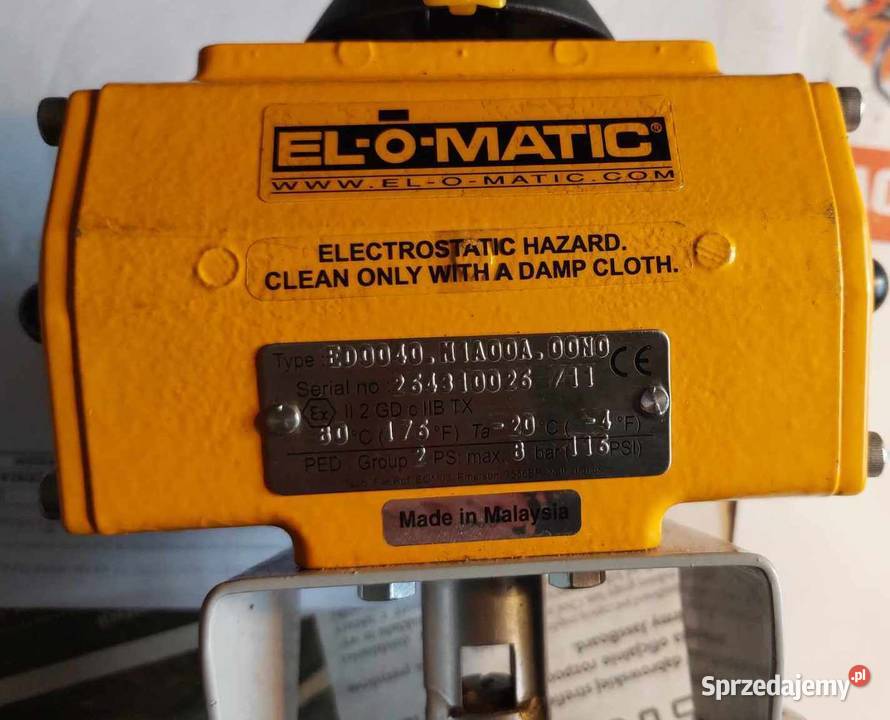 EL-O-MATIC®
WWW.EL-O-MATIC.COM
ELECTROSTATIC HAZARD.
CLEAN ONLY WITH A DAMP CLOTH.
Type : ED0040.M1A00A.00N0 CE
Serial no : 264310026 /11
Ex II 2 GD c IIB TX
80 °C ( 176 °F) Ta -20 °C ( -4 °F)
PED Group 2 PS: max. 8 bar (116 PSI)
Made in Malaysia
Sprzedajemy.pl